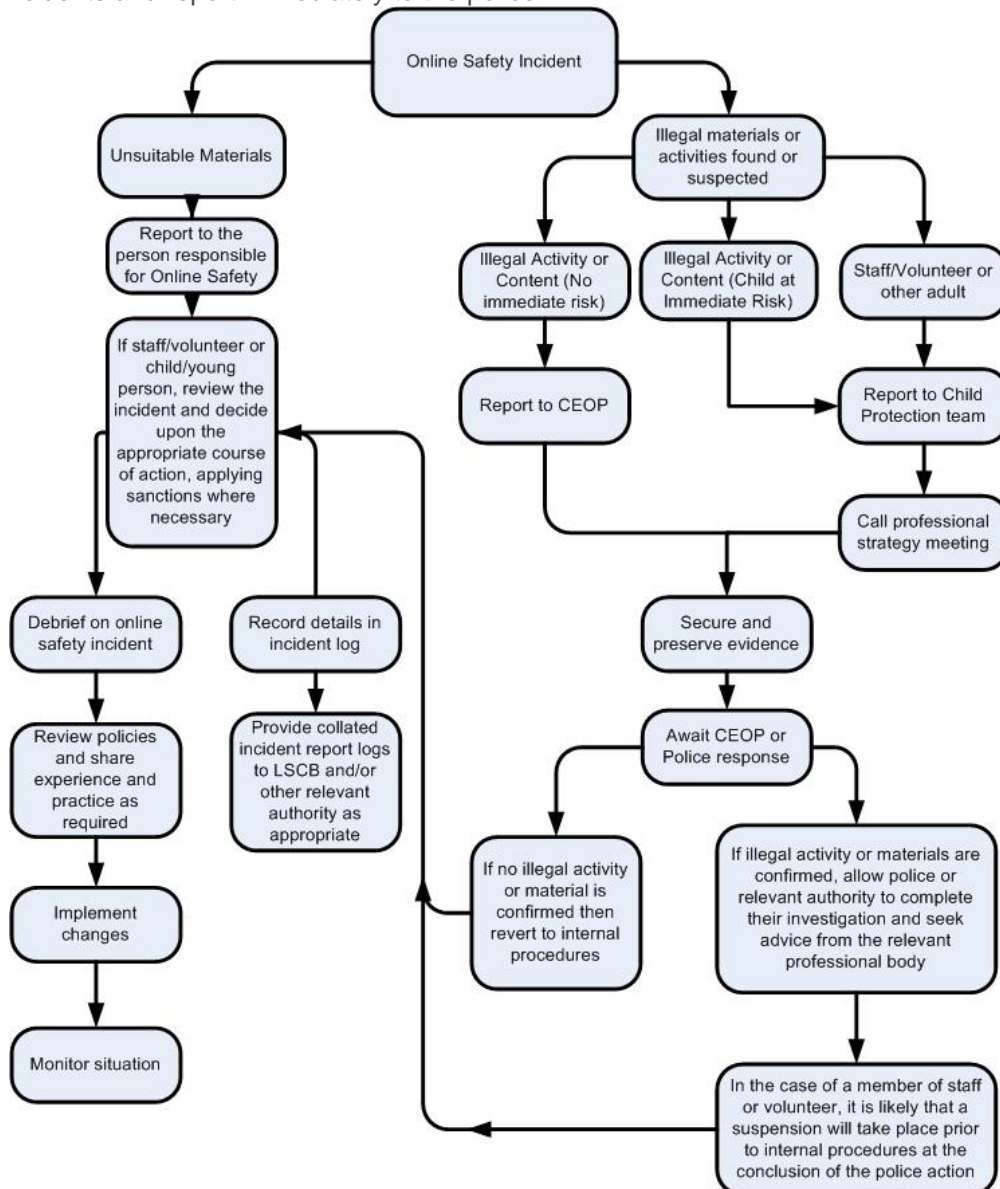 Online Safety Incident
Unsuitable Materials
Report to the
person responsible
for Online Safety
If staff/volunteer or
child/young
person, review the
incident and decide
upon the
appropriate course
of action, applying
sanctions where
necessary
Debrief on online
safety incident
Review policies
and share
experience and
practice as
required
Implement
changes
Monitor situation
Record details in
incident log
Provide collated
incident report logs
to LSCB and/or
other relevant
authority as
appropriate
Illegal materials or
activities found or
suspected
Illegal Activity or
Content (No
immediate risk)
Illegal Activity or
Content (Child at
Immediate Risk)
Staff/Volunteer or
other adult
Report to CEOP
Report to Child
Protection team
Call professional
strategy meeting
Secure and
preserve evidence
Await CEOP or
Police response
If no illegal activity
or material is
confirmed then
revert to internal
procedures
If illegal activity or materials are
confirmed, allow police or
relevant authority to complete
their investigation and seek
advice from the relevant
professional body
In the case of a member of staff
or volunteer, it is likely that a
suspension will take place prior
to internal procedures at the
conclusion of the police action